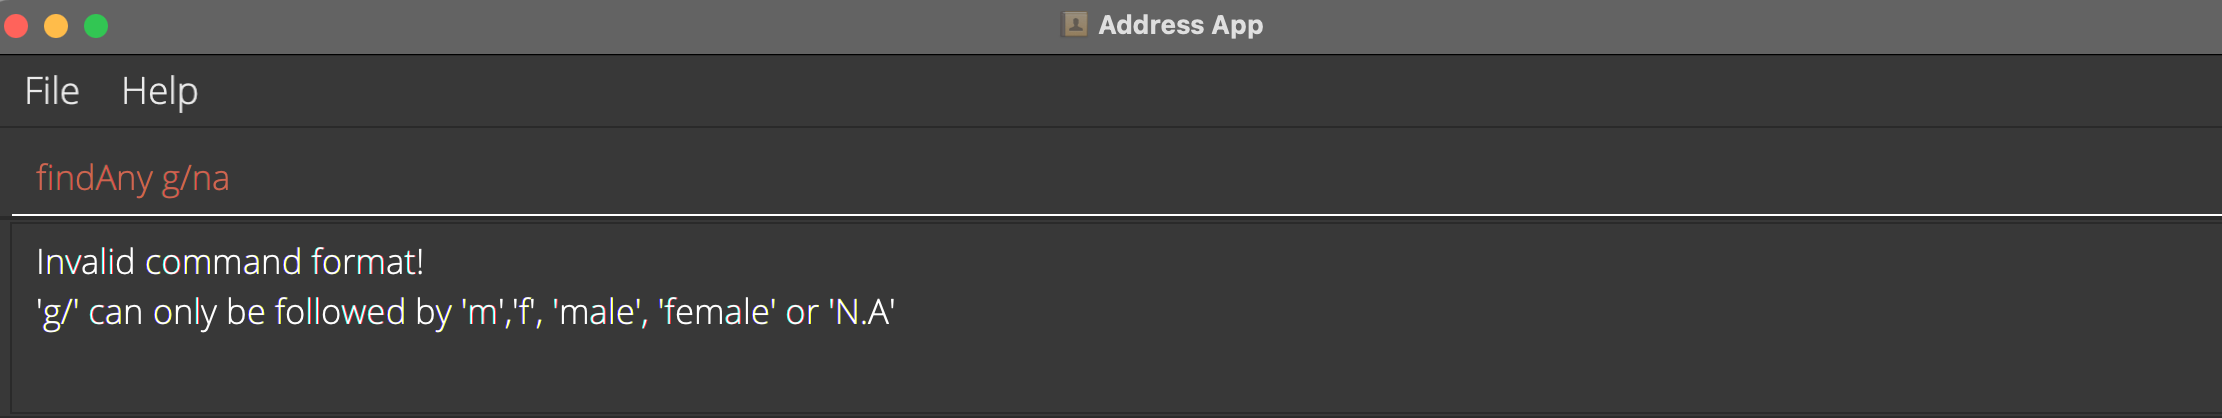 Address App
File Help
findAny g/na
Invalid command format!
'g/' can only be followed by 'm','f', 'male', 'female' or 'N.A'